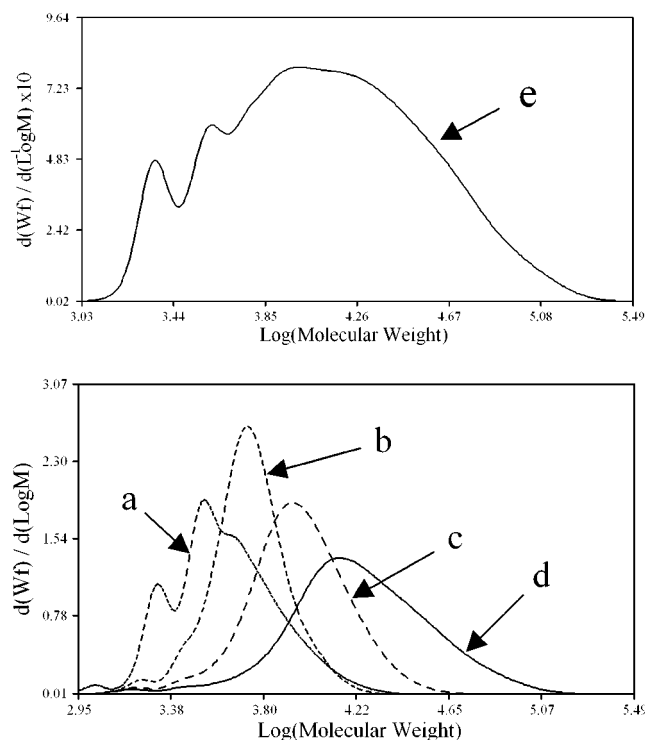 9.64
7.23
4.83
2.42
0.02
d(Wf) / d(LogM) x10
1
e
3.03 3.44 3.85 4.26 4.67 5.08 5.49
Log(Molecular Weight)
3.07
2.30
1.54
0.78
0.01
d(Wf) / d(LogM)
a
b
c
d
2.95 3.38 3.80 4.22 4.65 5.07 5.49
Log(Molecular Weight)